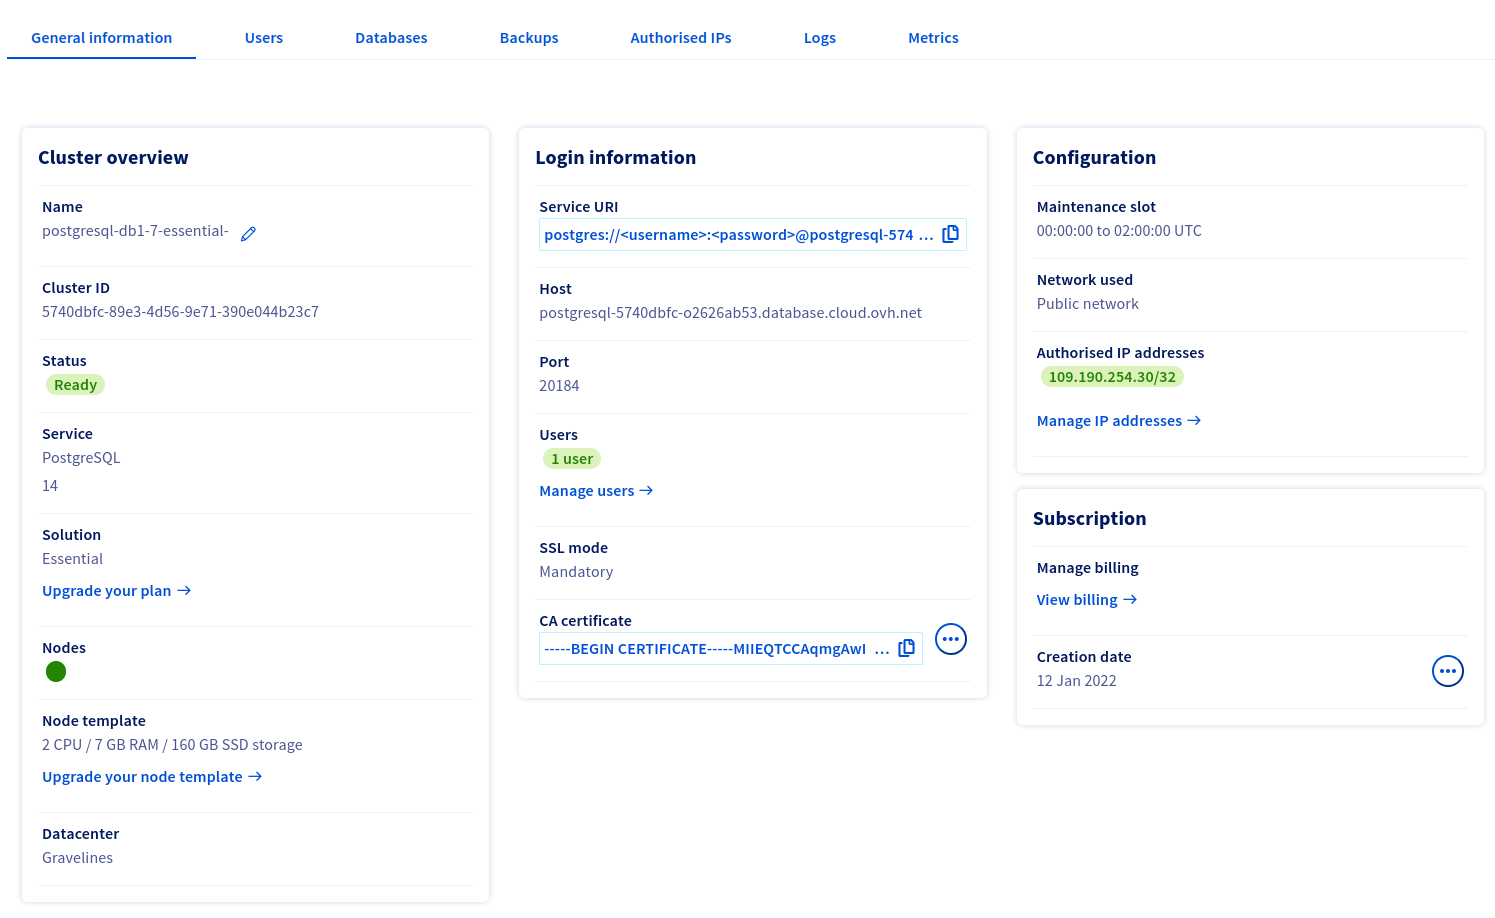 General information Users Databases Backups Authorised IPs Logs Metrics
Cluster overview
Name
postgresql-db1-7-essential-
Cluster ID
5740dbfc-89e3-4d56-9e71-390e044b23c7
Status
Ready
Service
PostgreSQL
14
Solution
Essential
Upgrade your plan →
Nodes
Node template
2 CPU / 7 GB RAM / 160 GB SSD storage
Upgrade your node template →
Datacenter
Gravelines
Login information
Service URI
postgres://<username>:<password>@postgresql-574 ...
Host
postgresql-5740dbfc-o2626ab53.database.cloud.ovh.net
Port
20184
Users
1 user
Manage users →
SSL mode
Mandatory
CA certificate
-----BEGIN CERTIFICATE-----MIIEQTCCAqmgAwI ...
Configuration
Maintenance slot
00:00:00 to 02:00:00 UTC
Network used
Public network
Authorised IP addresses
109.190.254.30/32
Manage IP addresses →
Subscription
Manage billing
View billing →
Creation date
12 Jan 2022